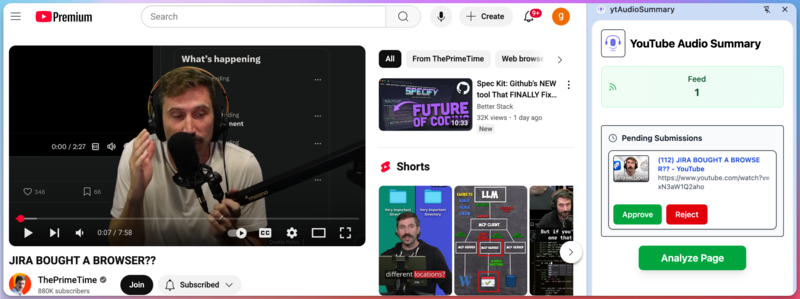 Premium
Search
Create
9+
g
What's happening
0:00 / 2:27
346
66
0:07 / 7:58
JIRA BOUGHT A BROWSER??
ThePrimeTime
880K subscribers
Join
Subscribed
All
From ThePrimeTime
Web browse
SPECIFY
FUTURE
OF CODING
10:33
Spec Kit: Github's NEW
tool That FINALLY Fix...
Better Stack
32K views • 1 day ago
New
Shorts
Very Important
Directory
Very Important
Directory
different locations?
LLM
MCP CLIENT
MCP SERVER
MCP SERVER
MCP SERVER
But if you'
ytAudioSummary
YouTube Audio Summary
Feed
1
Pending Submissions
(112) JIRA BOUGHT A BROWSE
R?? - YouTube
https://www.youtube.com/watch?v=
xN3aW1Q2aho
Approve
Reject
Analyze Page